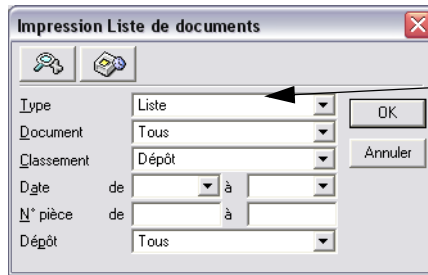 Impression Liste de documents
Type Liste
OK
Document Tous
Classement Dépôt
Annuler
Date de à
N° pièce de à
Dépôt Tous